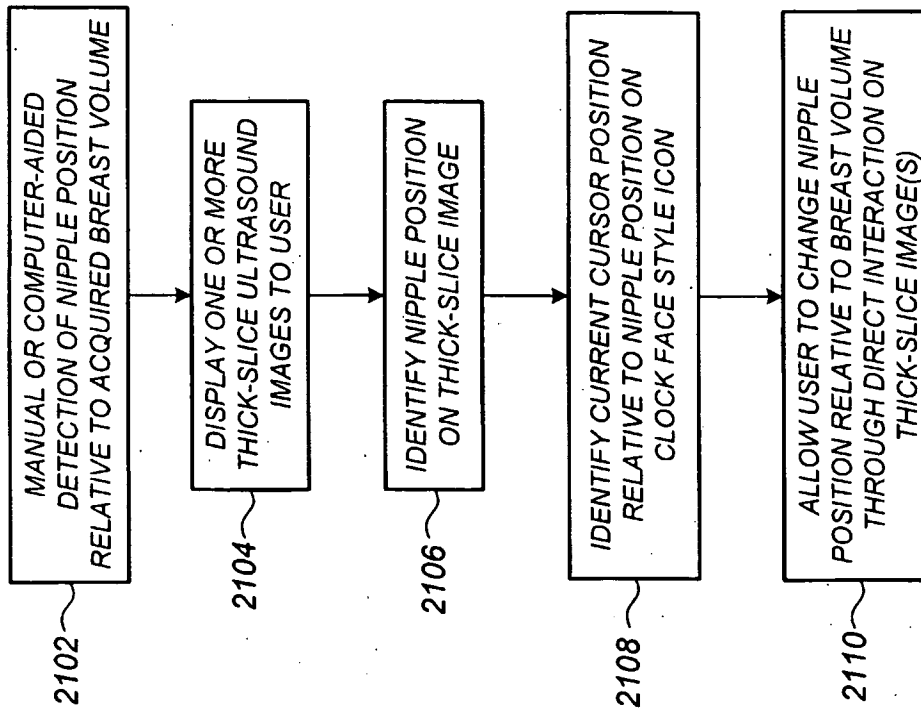 MANUAL OR COMPUTER-AIDED
DETECTION OF NIPPLE POSITION
RELATIVE TO ACQUIRED BREAST VOLUME
2102
DISPLAY ONE OR MORE
THICK-SLICE ULTRASOUND
IMAGES TO USER
2104
IDENTIFY NIPPLE POSITION
ON THICK-SLICE IMAGE
2106
IDENTIFY CURRENT CURSOR POSITION
RELATIVE TO NIPPLE POSITION ON
CLOCK FACE STYLE ICON
2108
ALLOW USER TO CHANGE NIPPLE
POSITION RELATIVE TO BREAST VOLUME
THROUGH DIRECT INTERACTION ON
THICK-SLICE IMAGE(S)
2110